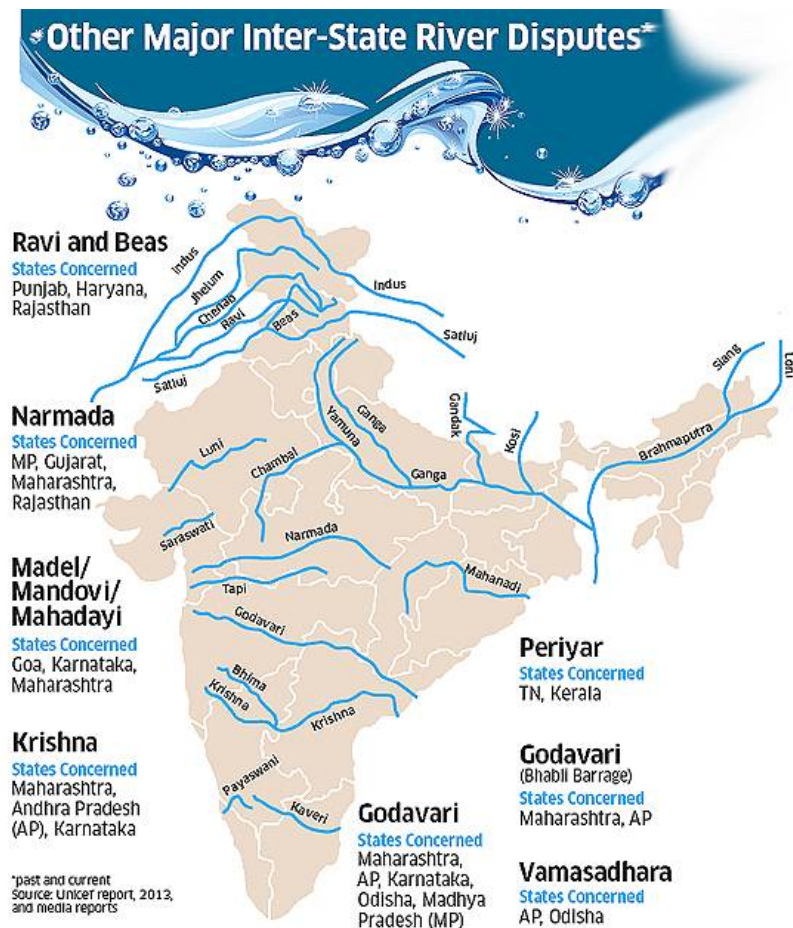 *Other Major Inter-State River Disputes*
Ravi and Beas
States Concerned
Punjab, Haryana,
Rajasthan
Narmada
States Concerned
MP, Gujarat,
Maharashtra,
Rajasthan
Madel/
Mandovi/
Mahadayi
States Concerned
Goa, Karnataka,
Maharashtra
Krishna
States Concerned
Maharashtra,
Andhra Pradesh
(AP), Karnataka
*past and current
Source: Unicef report, 2013,
and media reports
Indus
Jhelum
Chenab
Ravi
Beas
Satluj
Indus
Satluj
Luni
Saraswati
Chambal
Yamuna
Ganga
Ganga
Gandak
Kosi
Brahmaputra
Siang
Lohi
Narmada
Tapi
Mahanadi
Godavari
Bhima
Krishna
Krishna
Payaswani
Kaveri
Godavari
States Concerned
Maharashtra,
AP, Karnataka,
Odisha, Madhya
Pradesh (MP)
Periyar
States Concerned
TN, Kerala
Godavari
(Bhabli Barrage)
States Concerned
Maharashtra, AP
Vamasadhara
States Concerned
AP, Odisha